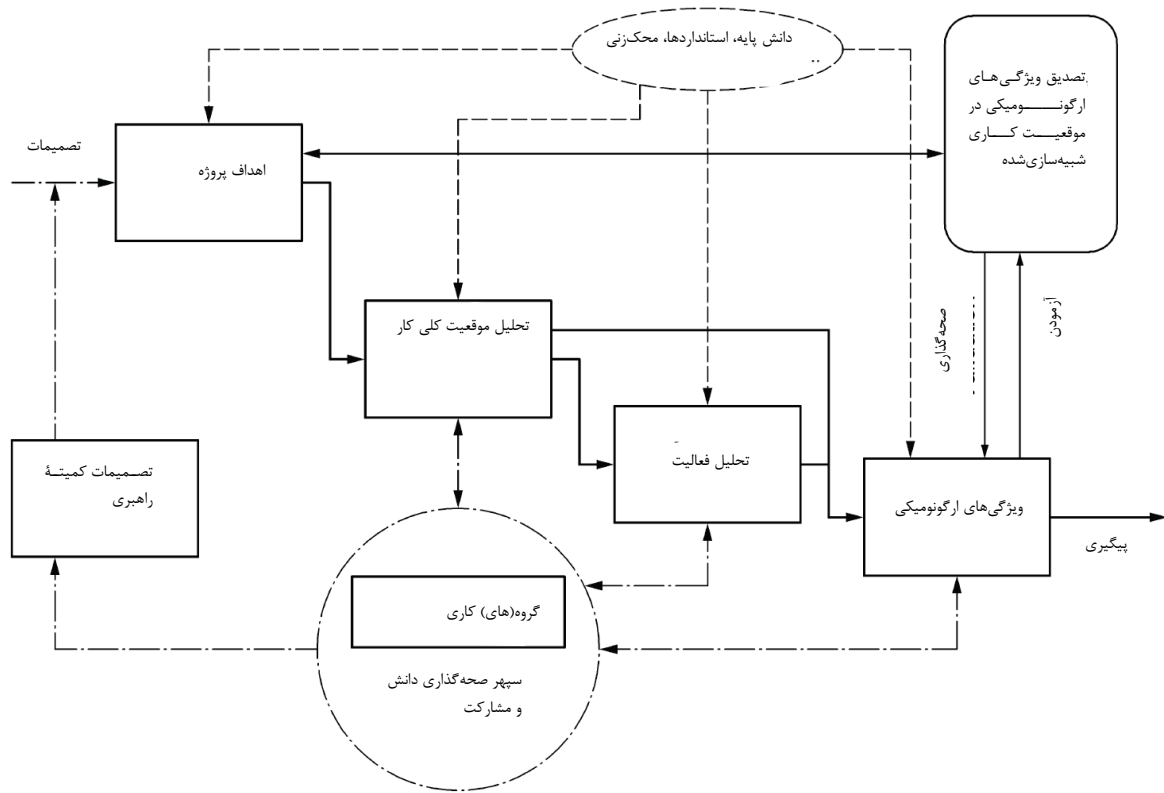 دانش پایه، استانداردها، محک‌زنی
..
تصدیق ویژگی‌های
ارگونومیکی در
موقعیت کاری
شبیه‌سازی‌شده
تصمیمات
اهداف پروژه
تحلیل موقعیت کلی کار
صحه‌گذاری
آزمودن
تحلیل فعالیت
تصمیمات کمیتۀ
راهبری
ویژگی‌های ارگونومیکی
پیگیری
گروه(های) کاری
سپهر صحه‌گذاری دانش
و مشارکت